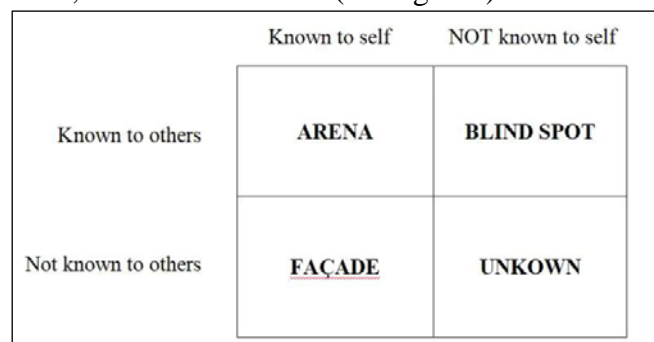 Known to self NOT known to self
Known to others ARENA BLIND SPOT
Not known to others FAÇADE UNKOWN